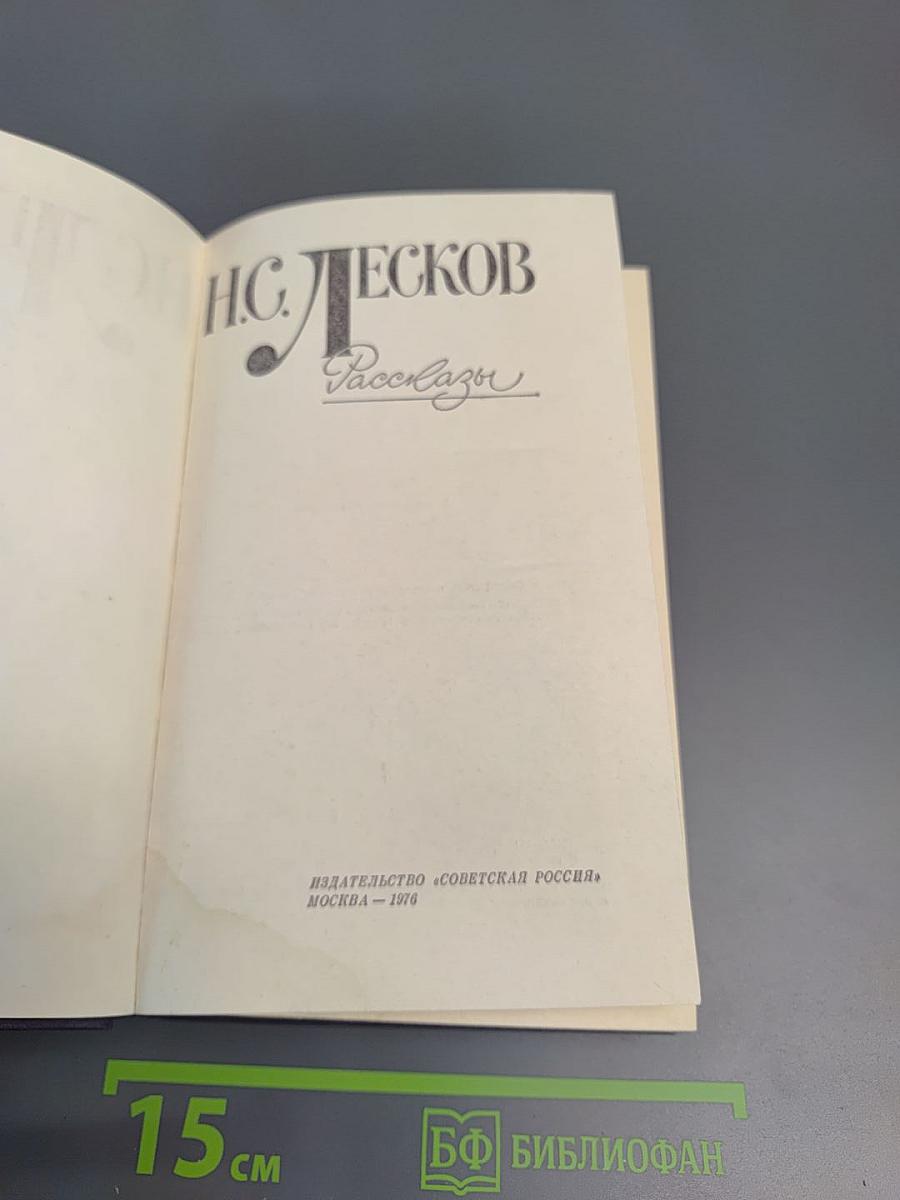 Н.С. ЛЕСКОВ
Рассказы
ИЗДАТЕЛЬСТВО «СОВЕТСКАЯ РОССИЯ»
МОСКВА — 1976
15 см
БФ БИБЛИОФАН